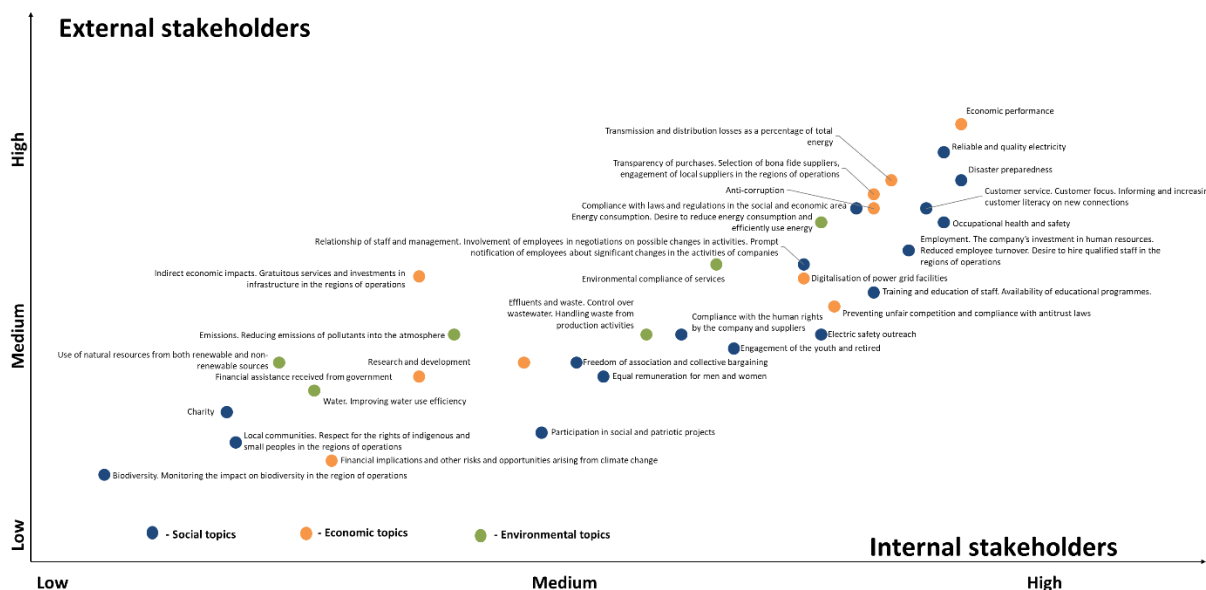 External stakeholders
High
Medium
Low
Economic performance
Transmission and distribution losses as a percentage of total
energy
Reliable and quality electricity
Transparency of purchases. Selection of bona fide suppliers,
engagement of local suppliers in the regions of operations
Disaster preparedness
Anti-corruption
Customer service. Customer focus. Informing and increasin
customer literacy on new connections
Compliance with laws and regulations in the social and economic area
Energy consumption. Desire to reduce energy consumption and
efficiently use energy
Occupational health and safety
Relationship of staff and management. Involvement of employees in negotiations on possible changes in activities. Prompt
notification of employees about significant changes in the activities of companies
Employment. The company's investment in human resources.
Reduced employee turnover. Desire to hire qualified staff in the
regions of operations
Indirect economic impacts. Gratuitous services and investments in
infrastructure in the regions of operations
Environmental compliance of services
Digitalisation of power grid facilities
Training and education of staff. Availability of educational programmes.
Effluents and waste. Control over
wastewater. Handling waste from
production activities
Compliance with the human rights
by the company and suppliers
Preventing unfair competition and compliance with antitrust laws
Emissions. Reducing emissions of pollutants into the atmosphere
Electric safety outreach
Engagement of the youth and retired
Use of natural resources from both renewable and non-
renewable sources
Research and development
Freedom of association and collective bargaining
Financial assistance received from government
Equal remuneration for men and women
Water. Improving water use efficiency
Charity
Local communities. Respect for the rights of indigenous and
small peoples in the regions of operations
Participation in social and patriotic projects
Financial implications and other risks and opportunities arising from climate change
Biodiversity. Monitoring the impact on biodiversity in the region of operations
- Social topics
- Economic topics
- Environmental topics
Internal stakeholders
Low
Medium
High